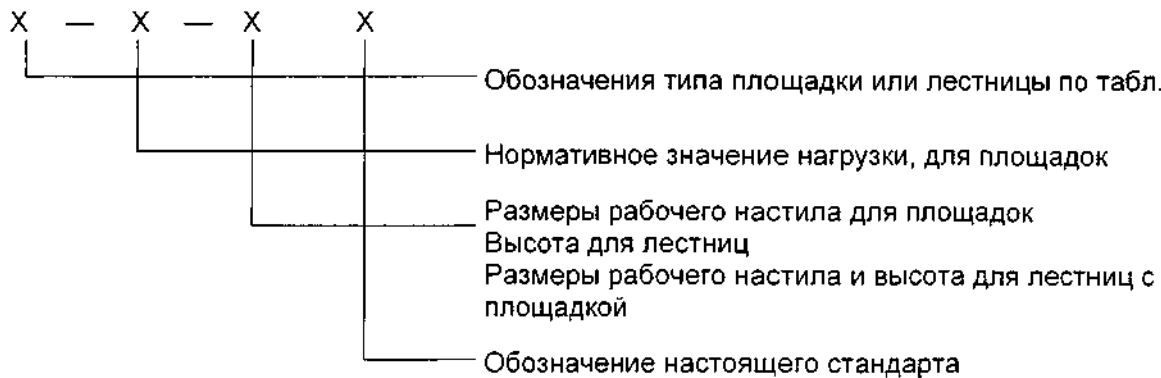 X — X — X X
Обозначения типа площадки или лестницы по табл.
Нормативное значение нагрузки, для площадок
Размеры рабочего настила для площадок
Высота для лестниц
Размеры рабочего настила и высота для лестниц с
площадкой
Обозначение настоящего стандарта